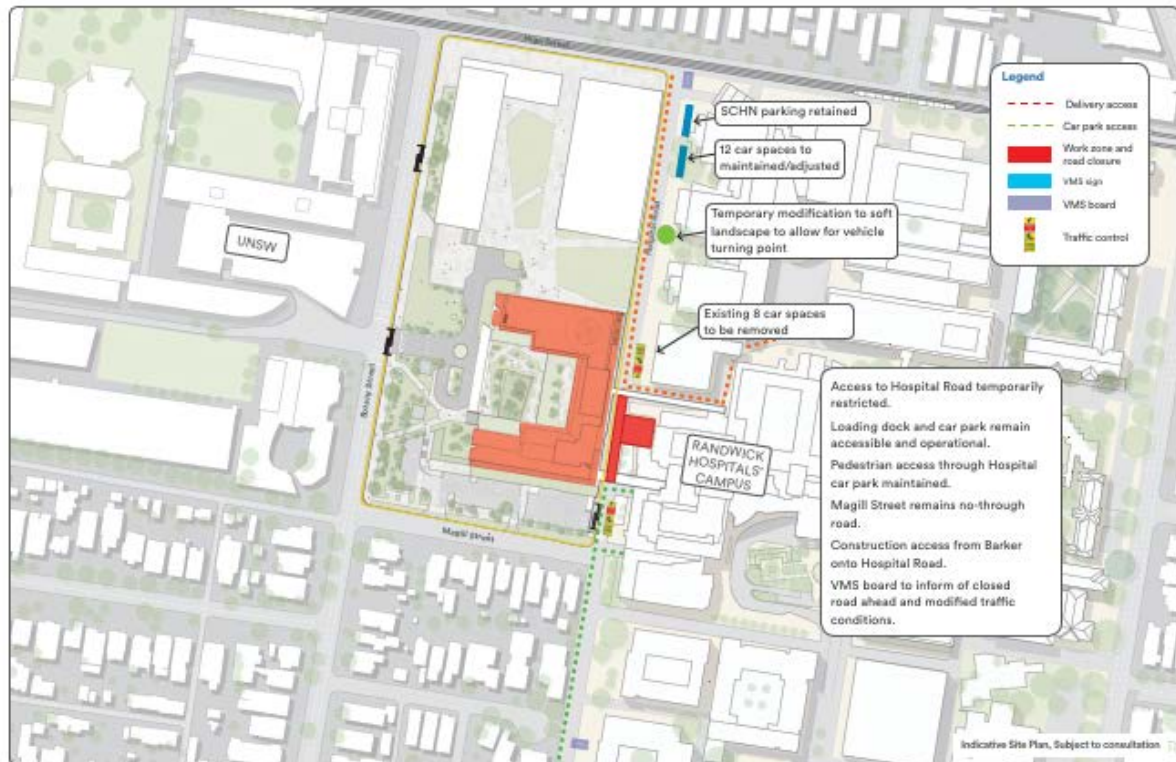 High Street
SCHN parking retained
12 car spaces to
maintained/adjusted
Temporary modification to soft
landscape to allow for vehicle
turning point
UNSW
Existing 8 car spaces
to be removed
Botany Street
RANDWICK
HOSPITALS'
CAMPUS
Magill Street
Legend
Delivery access
Car park access
Work zone and
road closure
VMS sign
VMS board
Traffic control
Access to Hospital Road temporarily
restricted.
Loading dock and car park remain
accessible and operational.
Pedestrian access through Hospital
car park maintained.
Magill Street remains no-through
road.
Construction access from Barker
onto Hospital Road.
VMS board to inform of closed
road ahead and modified traffic
conditions.
Indicative Site Plan, Subject to consultation